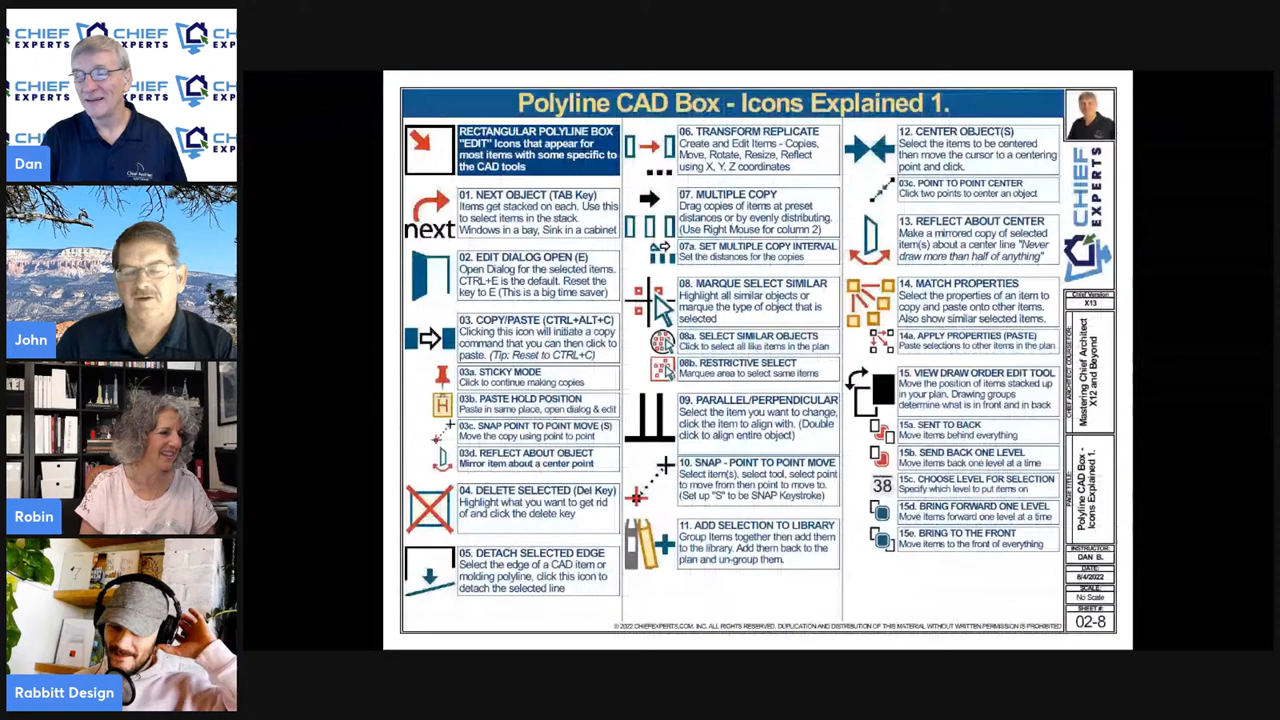 CHIEF
EXPERTS
CHIEF
EXPERTS
CHIEF
EXPERTS
Dan
John
Robin
Rabbitt Design
Polyline CAD Box - Icons Explained 1.
RECTANGULAR POLYLINE BOX
"EDIT" Icons that appear for
most items with some specific to
the CAD tools
next
01. NEXT OBJECT (TAB Key)
Items get stacked on each. Use this
to select items in the stack.
Windows in a bay, Sink in a cabinet
02. EDIT DIALOG OPEN (E)
Open Dialog for the selected items.
CTRL+E is the default. Reset the
key to E (This is a big time saver)
03. COPY/PASTE (CTRL+ALT+C)
Clicking this icon will initiate a copy
command that you can then click to
paste. (Tip: Reset to CTRL+C)
03a. STICKY MODE
Click to continue making copies
H
03b. PASTE HOLD POSITION
Paste in same place, open dialog & edit
03c. SNAP POINT TO POINT MOVE (S)
Move the copy using point to point
03d. REFLECT ABOUT OBJECT
Mirror item about a center point
04. DELETE SELECTED (Del Key)
Highlight what you want to get rid
of and click the delete key
05. DETACH SELECTED EDGE
Select the edge of a CAD item or
molding polyline, click this icon to
detach the selected line
06. TRANSFORM REPLICATE
Create and Edit Items - Copies,
Move, Rotate, Resize, Reflect
using X, Y, Z coordinates
07. MULTIPLE COPY
Drag copies of items at preset
distances or by evenly distributing.
(Use Right Mouse for column 2)
07a. SET MULTIPLE COPY INTERVAL
Set the distances for the copies
08. MARQUE SELECT SIMILAR
Highlight all similar objects or
marque the type of object that is
selected
08a. SELECT SIMILAR OBJECTS
Click to select all like items in the plan
08b. RESTRICTIVE SELECT
Marquee area to select same items
09. PARALLEL/PERPENDICULAR
Select the item you want to change,
click the item to align with. (Double
click to align entire object)
10. SNAP - POINT TO POINT MOVE
Select item(s), select tool, select point
to move from then point to move to.
(Set up "S" to be SNAP Keystroke)
11. ADD SELECTION TO LIBRARY
Group Items together then add them
to the library. Add them back to the
plan and un-group them.
12. CENTER OBJECT(S)
Select the items to be centered
then move the cursor to a centering
point and click.
03c. POINT TO POINT CENTER
Click two points to center an object
13. REFLECT ABOUT CENTER
Make a mirrored copy of selected
item(s) about a center line "Never
draw more than half of anything"
14. MATCH PROPERTIES
Select the properties of an item to
copy and paste onto other items.
Also show similar selected items.
14a. APPLY PROPERTIES (PASTE)
Paste selections to other items in the plan
15. VIEW DRAW ORDER EDIT TOOL
Move the position of items stacked up
in your plan. Drawing groups
determine what is in front and in back
15a. SENT TO BACK
Move items behind everything
15b. SEND BACK ONE LEVEL
Move items back one level at a time
38
15c. CHOOSE LEVEL FOR SELECTION
Specify which level to put items on
15d. BRING FORWARD ONE LEVEL
Move items forward one level at a time
15e. BRING TO THE FRONT
Move items to the front of everything
© 2022 CHIEFEXPERTS.COM, INC. ALL RIGHTS RESERVED. DUPLICATION AND DISTRIBUTION OF THIS MATERIAL WITHOUT WRITTEN PERMISSION IS PROHIBITED
CHIEF
EXPERTS
Chief Version
X13
CHIEF ARCHITECT COURSE FOR:
Mastering Chief Architect
X12 and Beyond
PAGE TITLE:
Polyline CAD Box -
Icons Explained 1.
INSTRUCTOR:
DAN B.
DATE:
8/4/2022
SCALE:
No Scale
SHEET #:
02-8